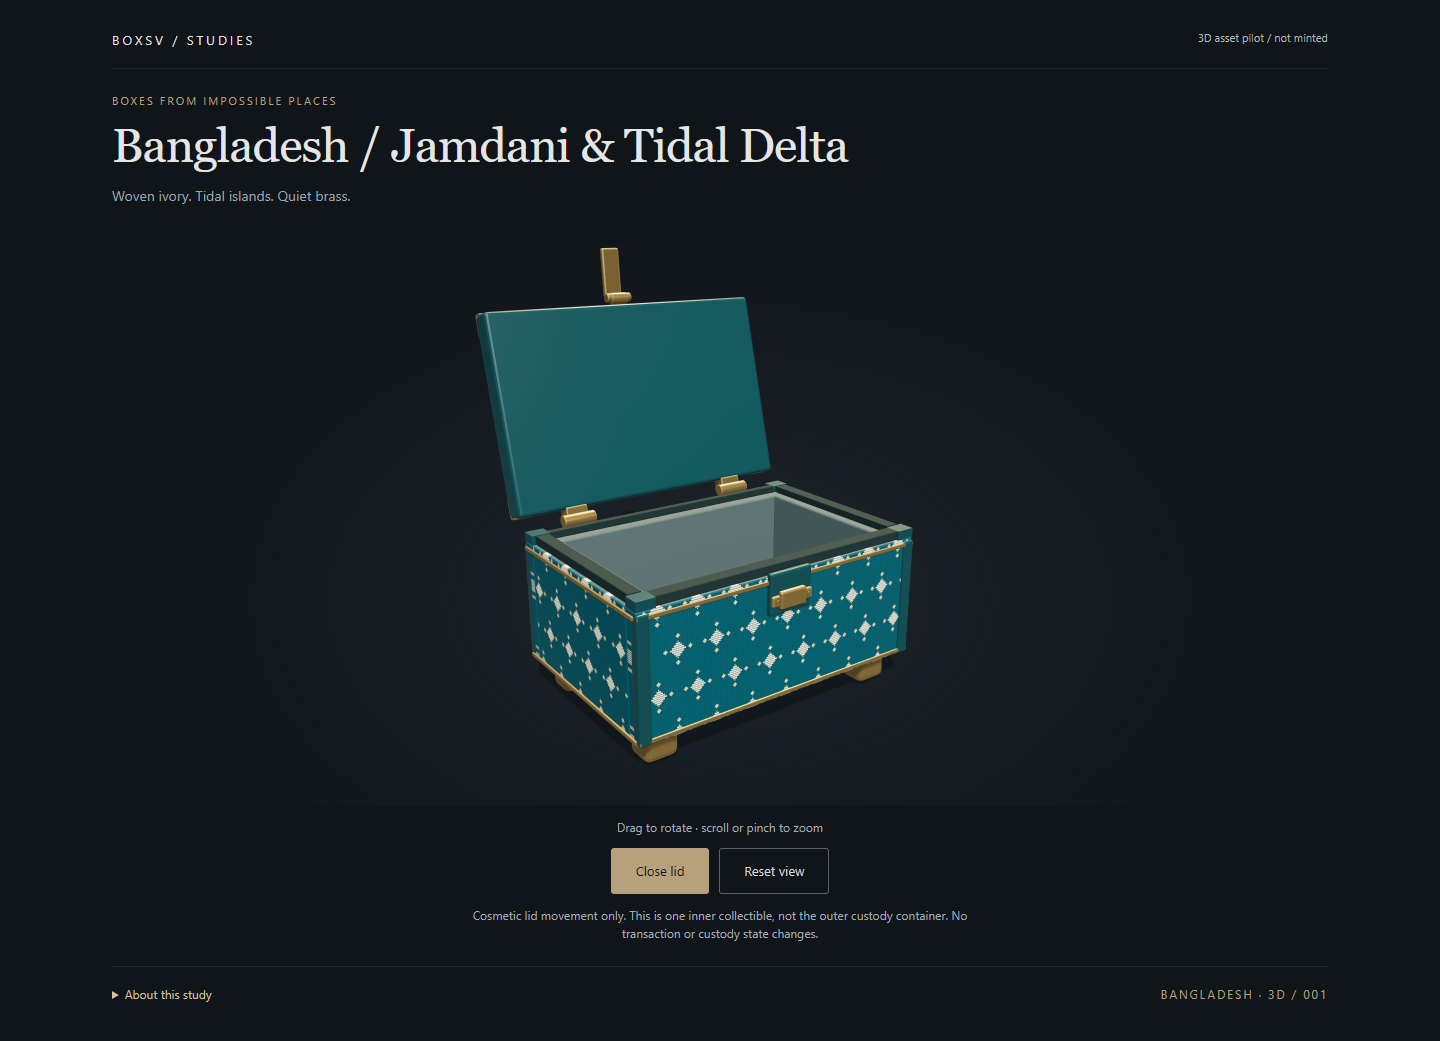 BOXSV / STUDIES
3D asset pilot / not minted
BOXES FROM IMPOSSIBLE PLACES
Bangladesh / Jamdani & Tidal Delta
Woven ivory. Tidal islands. Quiet brass.
Drag to rotate · scroll or pinch to zoom
Close lid
Reset view
Cosmetic lid movement only. This is one inner collectible, not the outer custody container. No
transaction or custody state changes.
About this study
BANGLADESH · 3D / 001